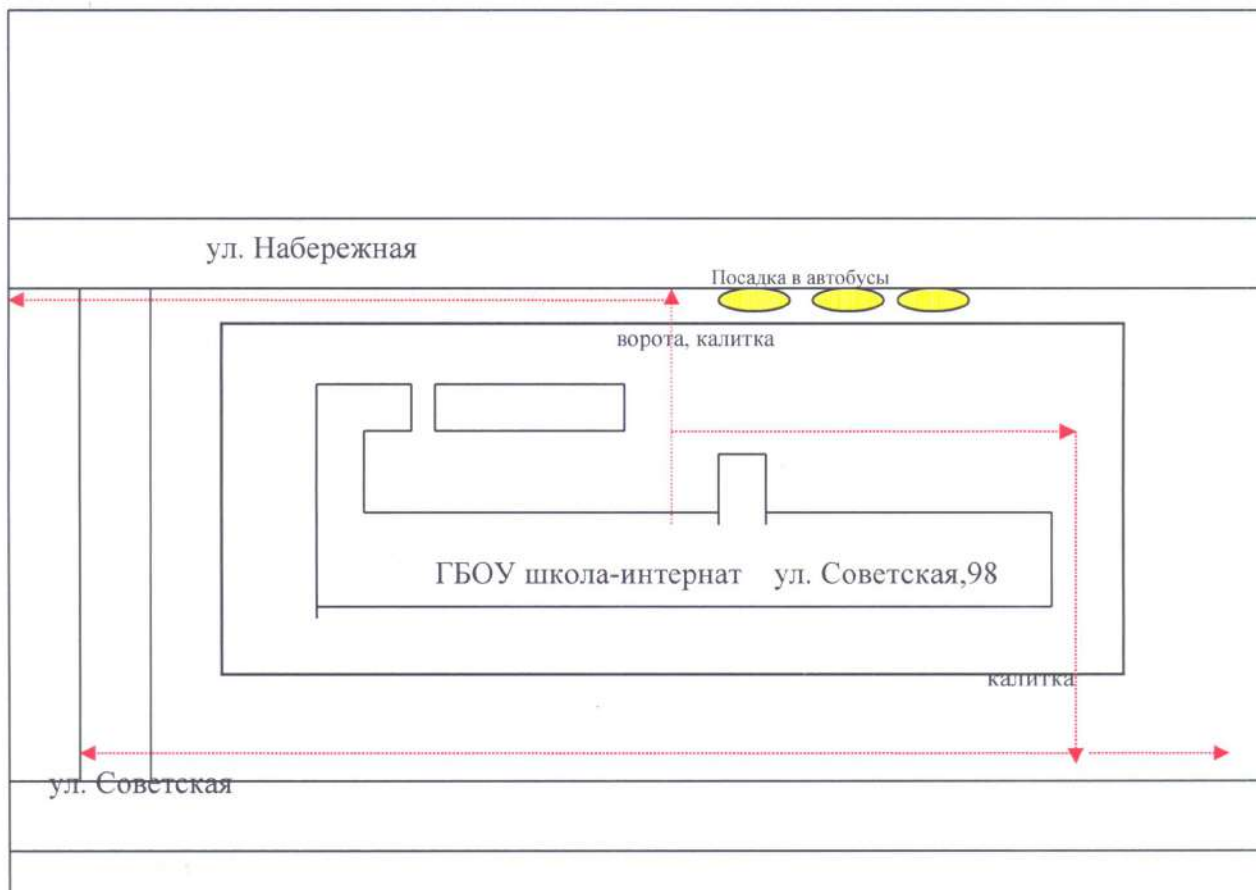 ул. Набережная
Посадка в автобусы
ворота, калитка
ГБОУ школа-интернат ул. Советская,98
калитка
ул. Советская